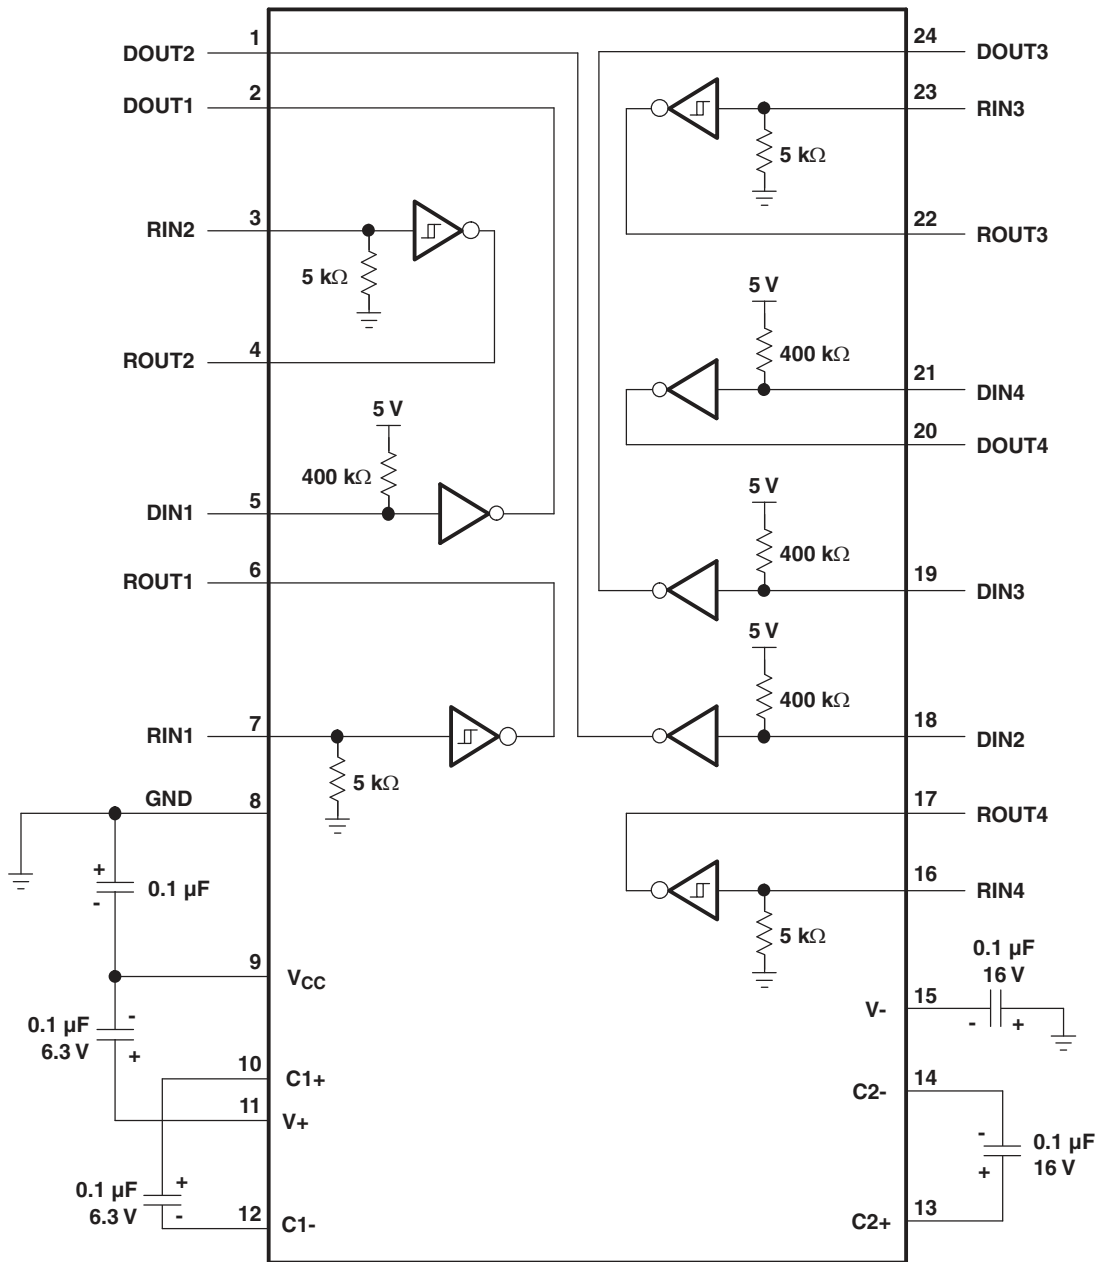 DOUT2 1
DOUT1 2
RIN2 3
5 kΩ
ROUT2 4
5 V
400 kΩ
DIN1 5
ROUT1 6
RIN1 7
5 kΩ
GND 8
+
0.1 µF
-
9 VCC
-
0.1 µF
6.3 V
+
10 C1+
11 V+
+
0.1 µF
6.3 V
-
12 C1-
24 DOUT3
23 RIN3
5 kΩ
22 ROUT3
5 V
400 kΩ
21 DIN4
20 DOUT4
5 V
400 kΩ
19 DIN3
5 V
400 kΩ
18 DIN2
17 ROUT4
16 RIN4
5 kΩ
0.1 µF
16 V
V- 15
- +
C2- 14
-
0.1 µF
16 V
+
C2+ 13